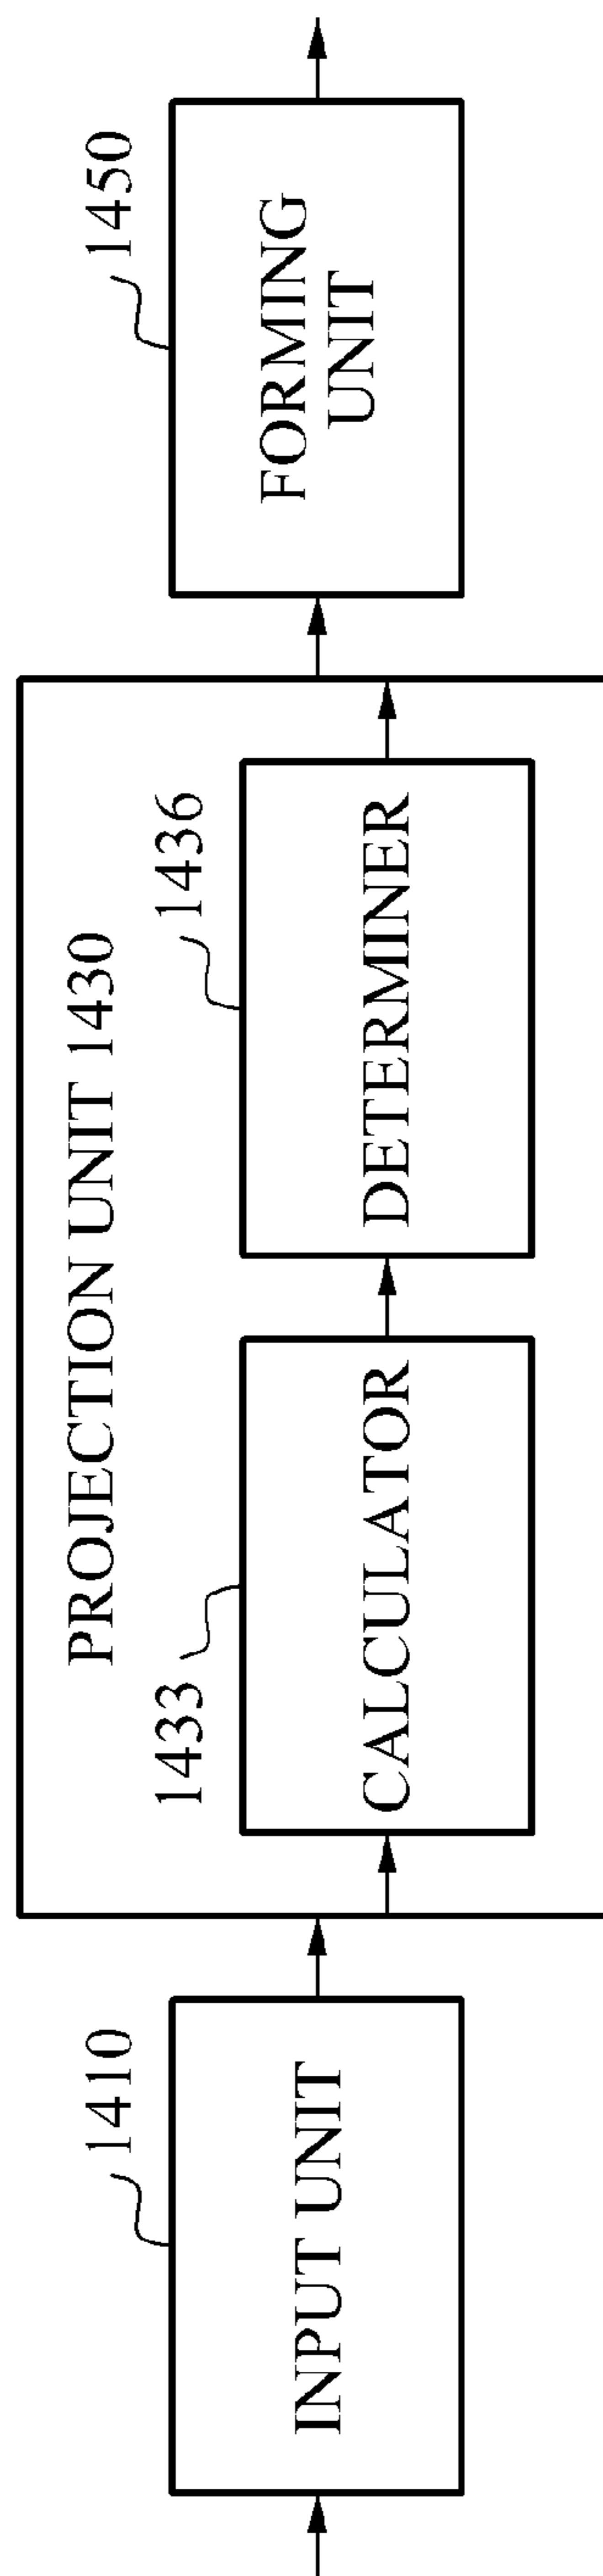 1410
INPUT UNIT
PROJECTION UNIT 1430
1433
CALCULATOR
1436
DETERMINER
1450
FORMING
UNIT